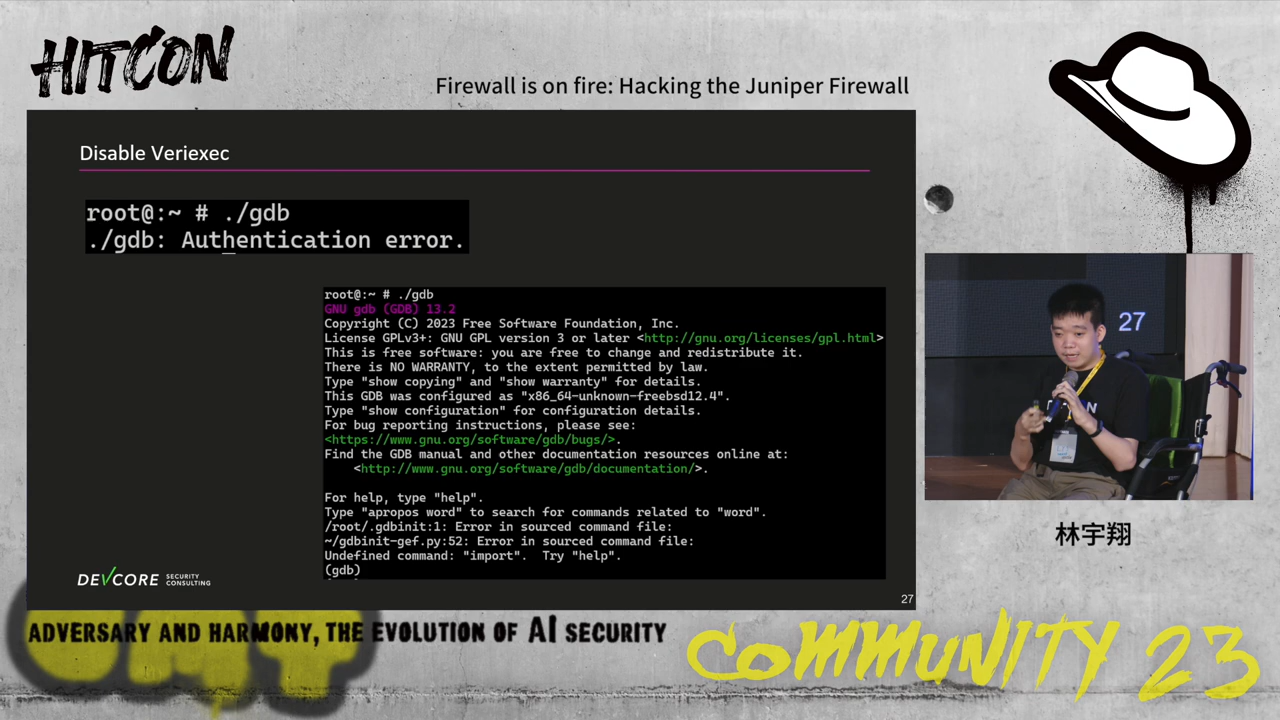 HITCON
Firewall is on fire: Hacking the Juniper Firewall
Disable Veriexec
root@:~ # ./gdb
./gdb: Authentication error.
root@:~ # ./gdb
GNU gdb (GDB) 13.2
Copyright (C) 2023 Free Software Foundation, Inc.
License GPLv3+: GNU GPL version 3 or later <http://gnu.org/licenses/gpl.html>
This is free software: you are free to change and redistribute it.
There is NO WARRANTY, to the extent permitted by law.
Type "show copying" and "show warranty" for details.
This GDB was configured as "x86_64-unknown-freebsd12.4".
Type "show configuration" for configuration details.
For bug reporting instructions, please see:
<https://www.gnu.org/software/gdb/bugs/>.
Find the GDB manual and other documentation resources online at:
<http://www.gnu.org/software/gdb/documentation/>.
For help, type "help".
Type "apropos word" to search for commands related to "word".
/root/.gdbinit:1: Error in sourced command file:
~/gdbinit-gef.py:52: Error in sourced command file:
Undefined command: "import".  Try "help".
(gdb)
DEVCORE SECURITY CONSULTING
27
27
林宇翔
ADVERSARY AND HARMONY, THE EVOLUTION OF AI SECURITY
COMMUNITY 23